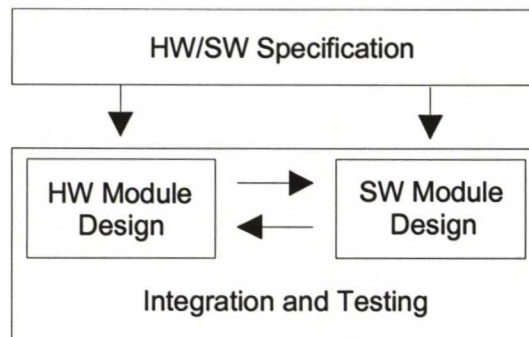 HW/SW Specification
HW Module
Design
SW Module
Design
Integration and Testing